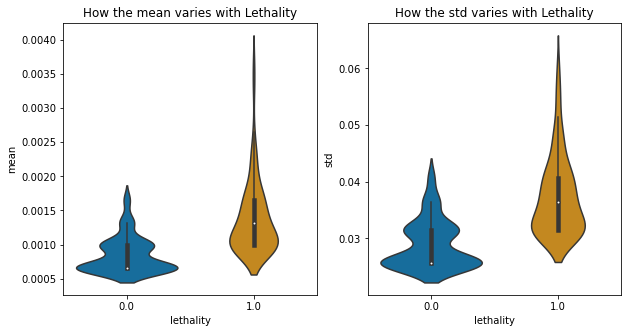 How the mean varies with Lethality
mean
0.0040
0.0035
0.0030
0.0025
0.0020
0.0015
0.0010
0.0005
0.0
1.0
lethality
How the std varies with Lethality
std
0.06
0.05
0.04
0.03
0.0
1.0
lethality